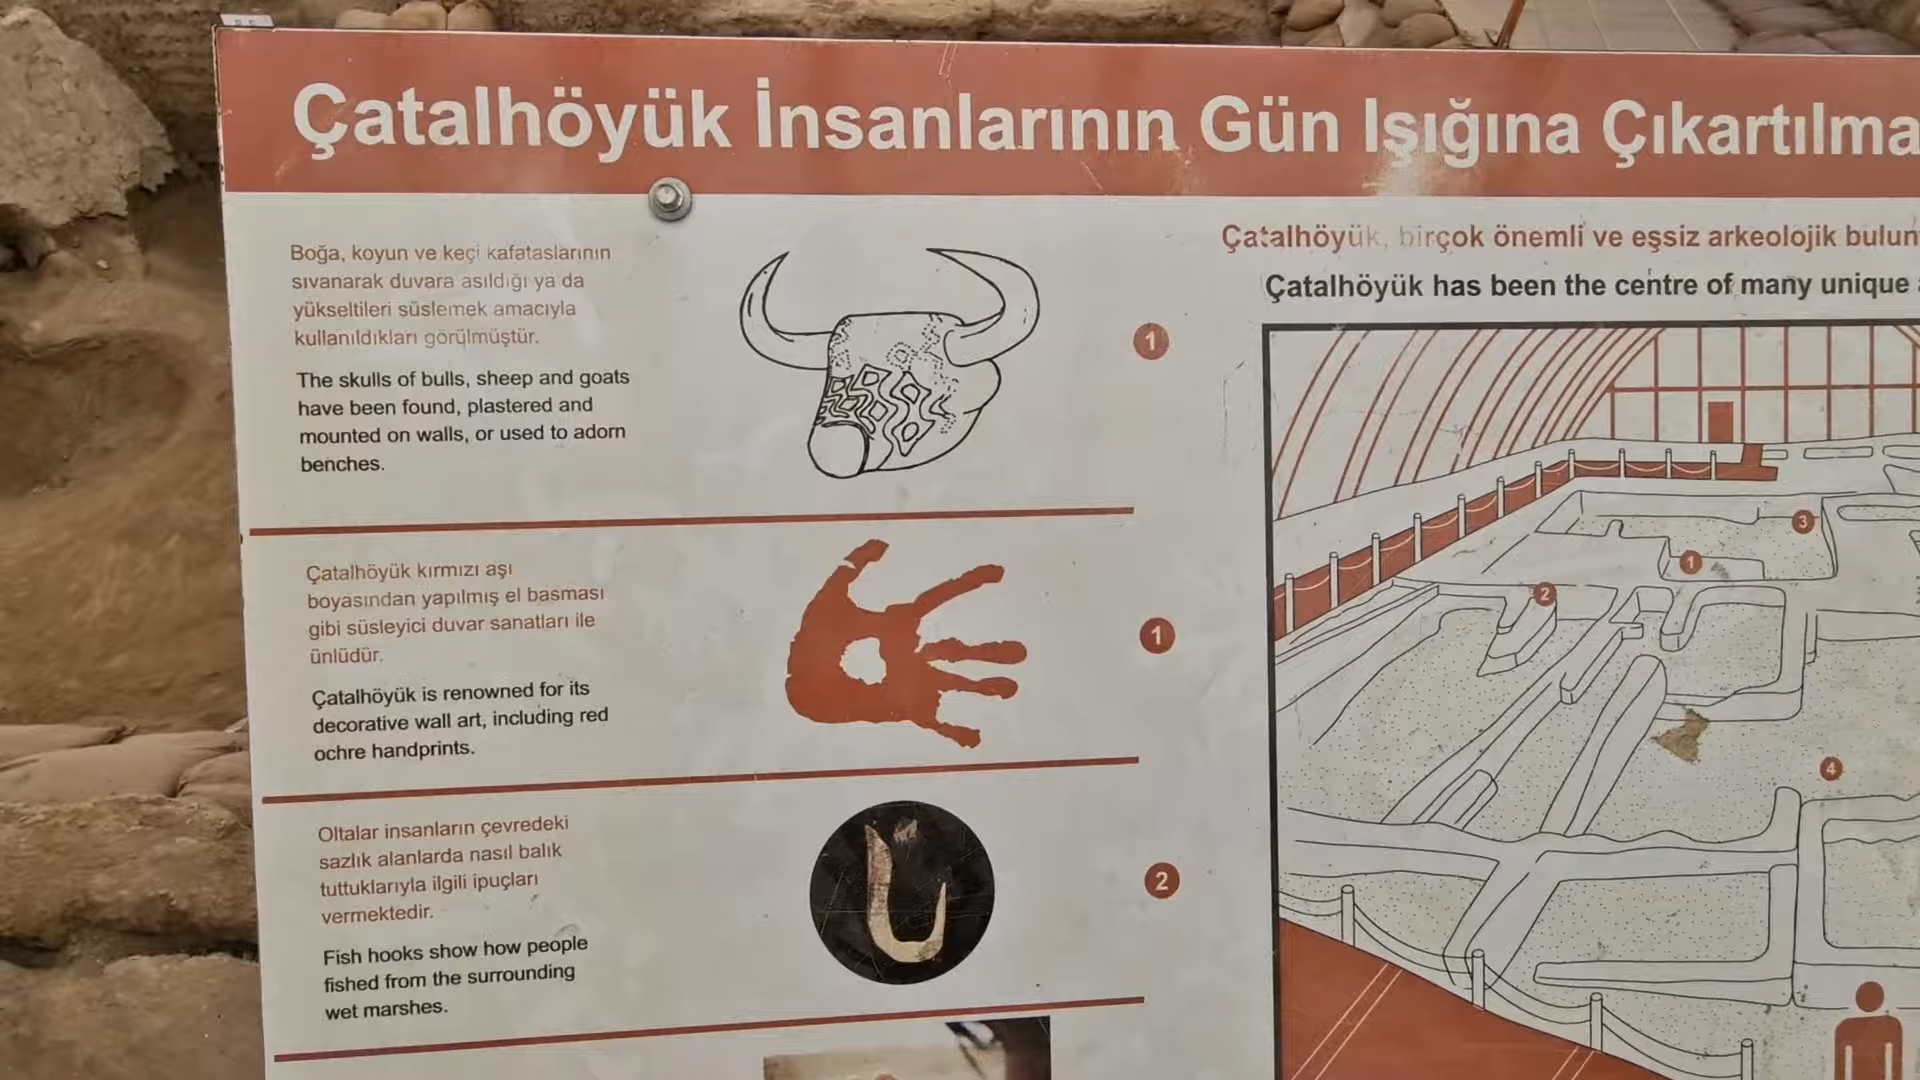 Çatalhöyük İnsanlarının Gün Işığına Çıkartılma
Boğa, koyun ve keçi kafataslarının
sıvanarak duvara asıldığı ya da
yükseltileri süslemek amacıyla
kullanıldıkları görülmüştür.
The skulls of bulls, sheep and goats
have been found, plastered and
mounted on walls, or used to adorn
benches.
1
Çatalhöyük kırmızı aşı
boyasından yapılmış el basması
gibi süsleyici duvar sanatları ile
ünlüdür.
Çatalhöyük is renowned for its
decorative wall art, including red
ochre handprints.
1
Oltalar insanların çevredeki
sazlık alanlarda nasıl balık
tuttuklarıyla ilgili ipuçları
vermektedir.
Fish hooks show how people
fished from the surrounding
wet marshes.
2
Çatalhöyük, birçok önemli ve eşsiz arkeolojik bulun
Çatalhöyük has been the centre of many unique
3
1
2
4